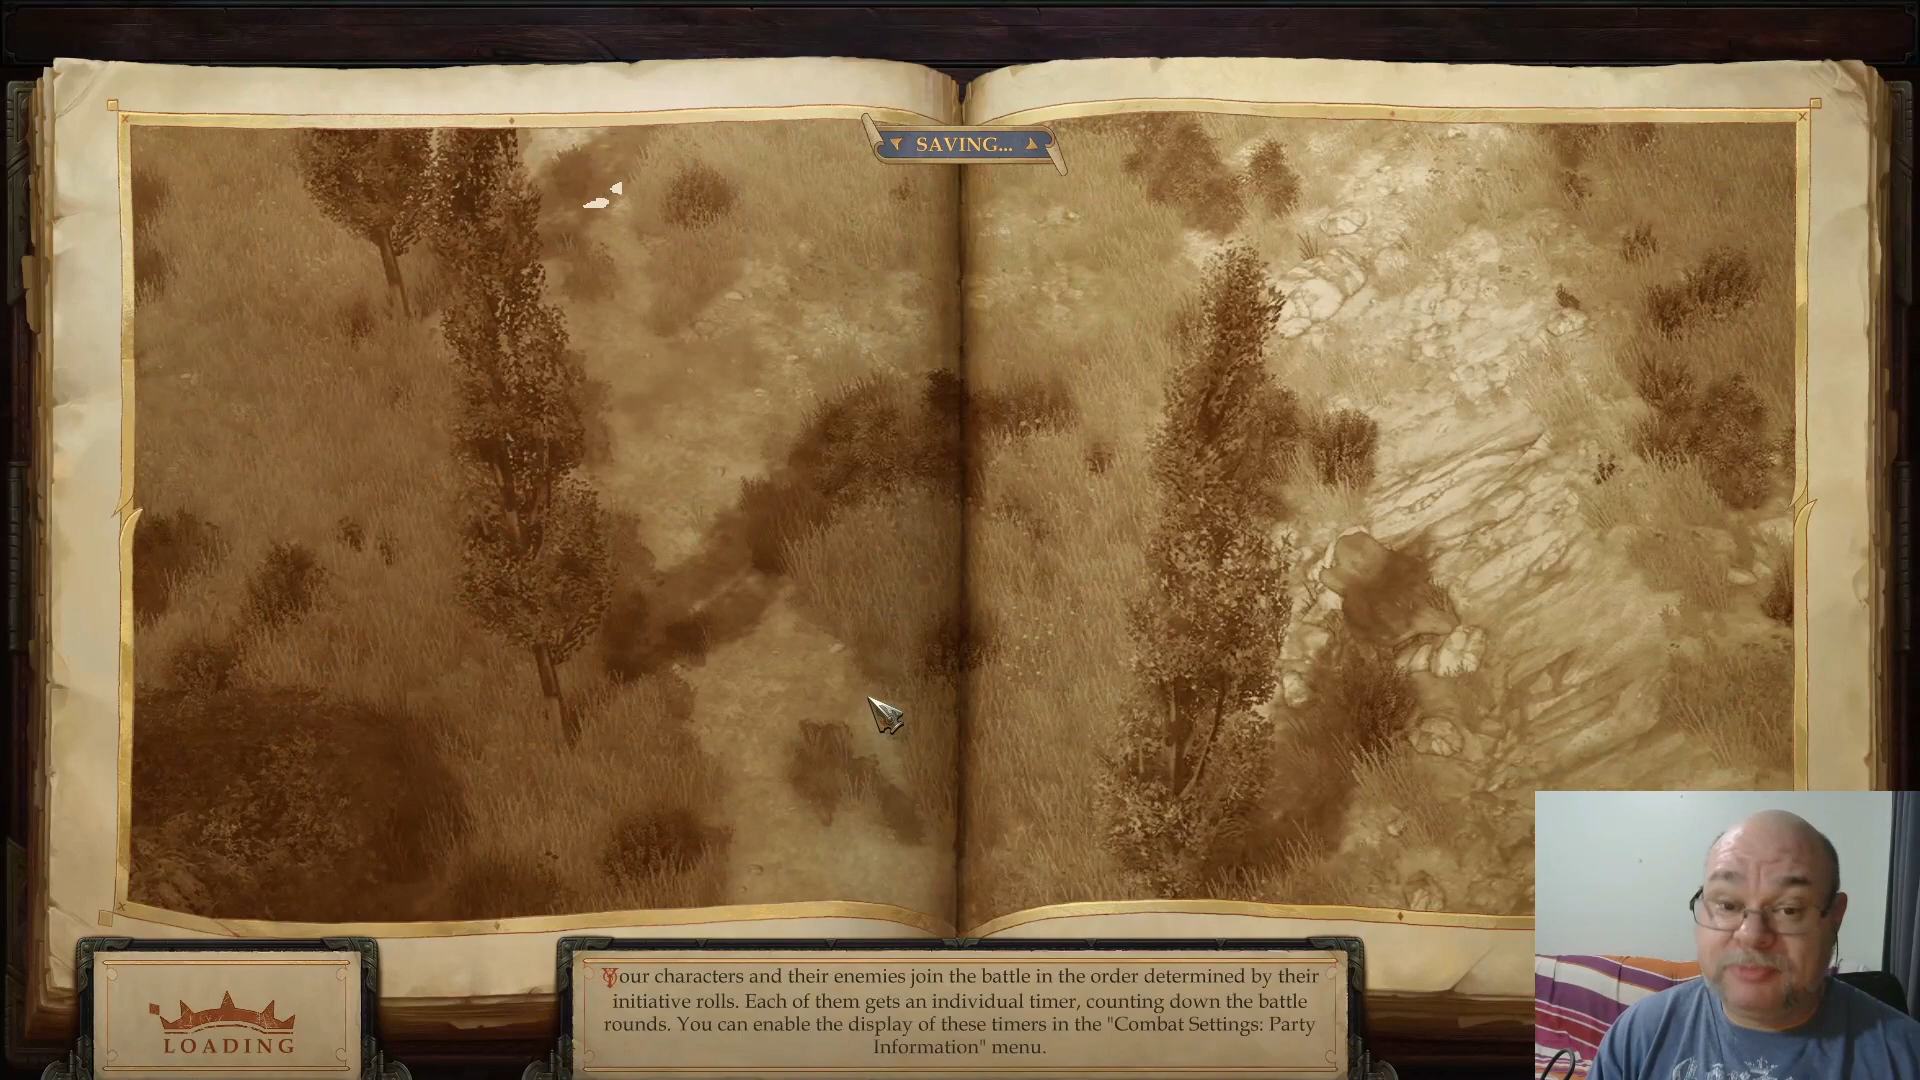 SAVING...
Your characters and their enemies join the battle in the order determined by their
initiative rolls. Each of them gets an individual timer, counting down the battle
rounds. You can enable the display of these timers in the "Combat Settings: Party
Information" menu.
LOADING